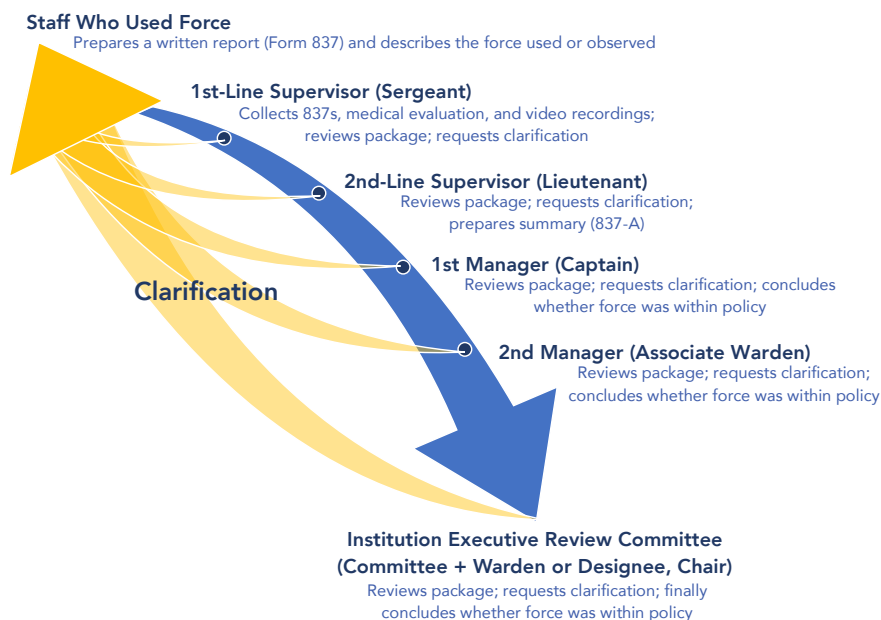 Staff Who Used Force
Prepares a written report (Form 837) and describes the force used or observed
1st-Line Supervisor (Sergeant)
Collects 837s, medical evaluation, and video recordings;
reviews package; requests clarification
2nd-Line Supervisor (Lieutenant)
Reviews package; requests clarification;
prepares summary (837-A)
1st Manager (Captain)
Reviews package; requests clarification; concludes
whether force was within policy
Clarification
2nd Manager (Associate Warden)
Reviews package; requests clarification;
concludes whether force was within policy
Institution Executive Review Committee
(Committee + Warden or Designee, Chair)
Reviews package; requests clarification; finally
concludes whether force was within policy